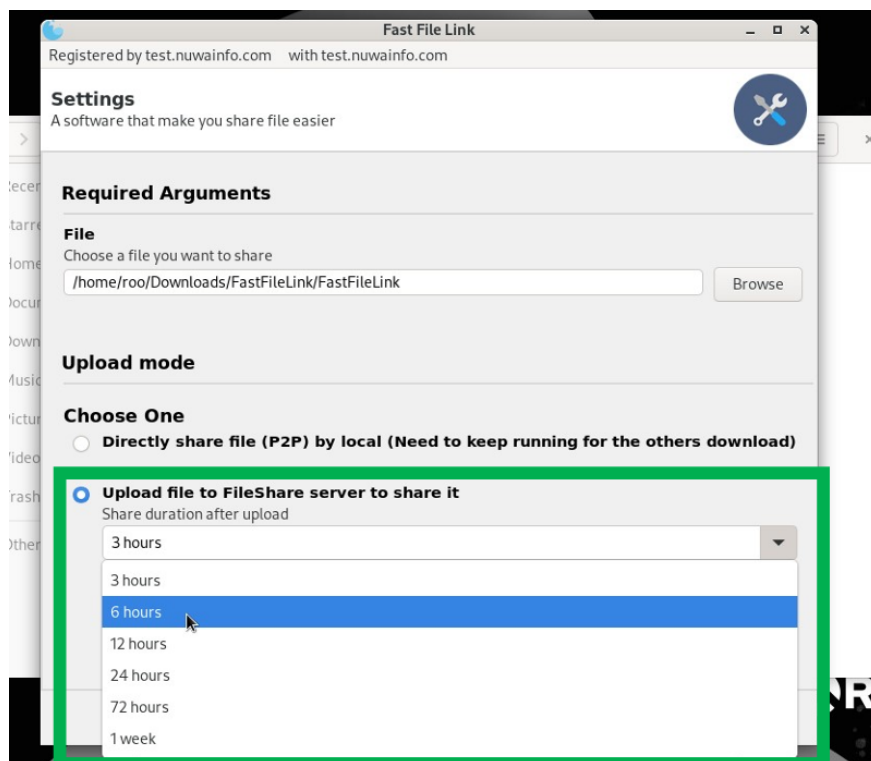 Fast File Link
Registered by test.nuwainfo.com with test.nuwainfo.com
Settings
A software that make you share file easier
Required Arguments
File
Choose a file you want to share
/home/roo/Downloads/FastFileLink/FastFileLink
Browse
Upload mode
Choose One
Directly share file (P2P) by local (Need to keep running for the others download)
Upload file to FileShare server to share it
Share duration after upload
3 hours
3 hours
6 hours
12 hours
24 hours
72 hours
1 week